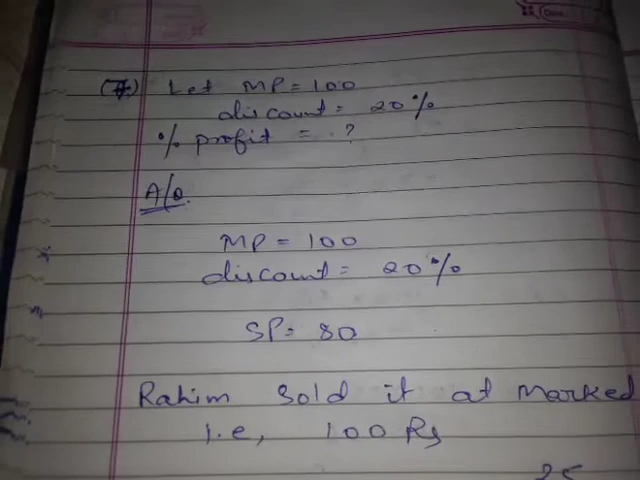 (7.) Let MP = 100
discount = 20%
% profit = ?
A/Q.
MP = 100
discount = 20%
SP = 80
Rahim sold it at Marked
i.e, 100 Rs
25